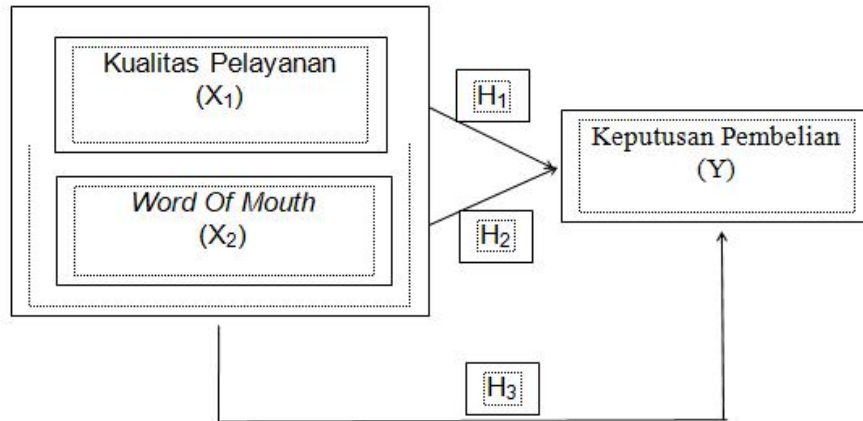 Kualitas Pelayanan
(X₁)
H₁
Keputusan Pembelian
(Y)
Word Of Mouth
(X₂)
H₂
H₃